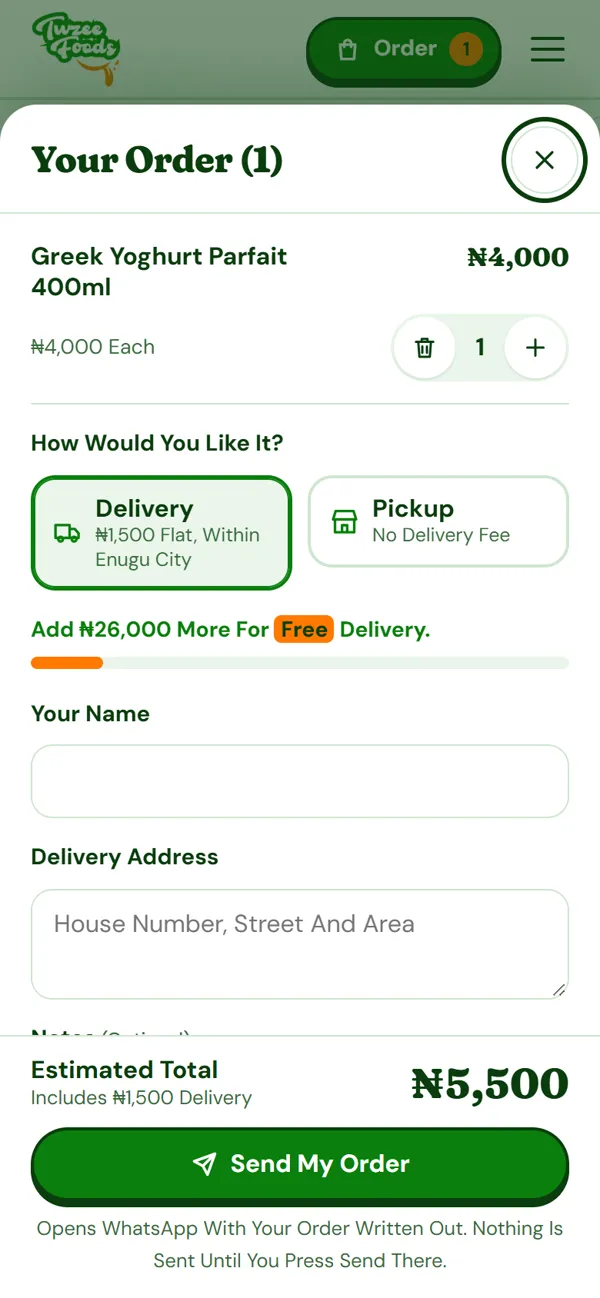 Twzee
Foods
Order 1
Your Order (1)
Greek Yoghurt Parfait
400ml
₦4,000
₦4,000 Each
1
How Would You Like It?
Delivery
₦1,500 Flat, Within
Enugu City
Pickup
No Delivery Fee
Add ₦26,000 More For Free Delivery.
Your Name
Delivery Address
House Number, Street And Area
Notes (Optional)
Estimated Total
Includes ₦1,500 Delivery
₦5,500
Send My Order
Opens WhatsApp With Your Order Written Out. Nothing Is
Sent Until You Press Send There.